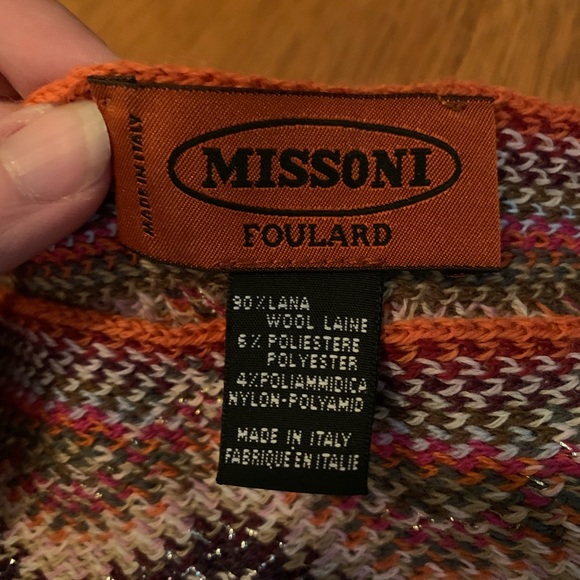 MADE IN ITALY
MISSONI
FOULARD
90%LANA
WOOL LAINE
6% POLIESTERE
POLYESTER
4%POLIAMMIDICA
NYLON-POLYAMID
MADE IN ITALY
FABRIQUÉ EN ITALIE